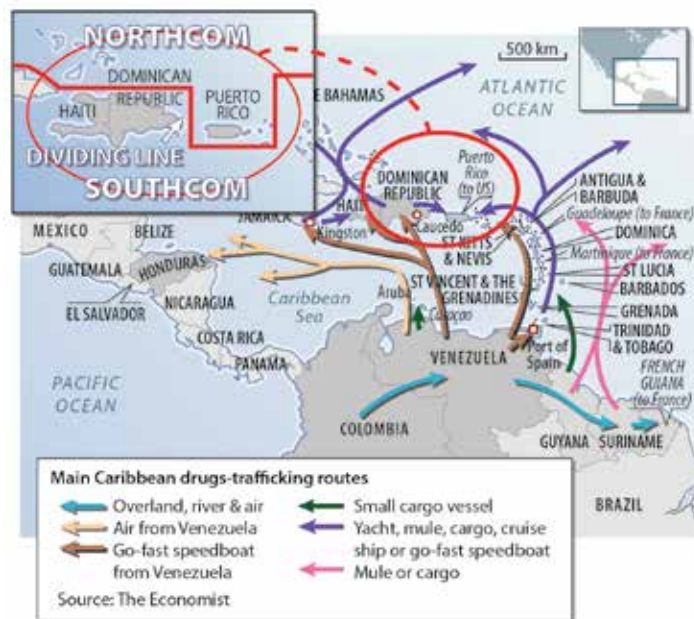 NORTHCOM
DOMINICAN
REPUBLIC
HAITI
PUERTO
RICO
DIVIDING LINE
SOUTHCOM
500 km
ATLANTIC
OCEAN
E BAHAMAS
DOMINICAN
REPUBLIC
Puerto
Rico
(to US)
HAITI
Caucedo
JAMAICA
Kingston
ST KITTS
& NEVIS
ANTIGUA &
BARBUDA
Guadeloupe (to France)
DOMINICA
Martinique (to France)
ST LUCIA
BARBADOS
ST VINCENT & THE
GRENADINES
GRENADA
TRINIDAD
& TOBAGO
Port of
Spain
MEXICO
BELIZE
GUATEMALA
HONDURAS
EL SALVADOR
NICARAGUA
COSTA RICA
PANAMA
Caribbean
Sea
Aruba
Curaçao
PACIFIC
OCEAN
VENEZUELA
COLOMBIA
FRENCH
GUIANA
(to France)
GUYANA
SURINAME
BRAZIL
Main Caribbean drugs-trafficking routes
Overland, river & air
Air from Venezuela
Go-fast speedboat
from Venezuela
Small cargo vessel
Yacht, mule, cargo, cruise
ship or go-fast speedboat
Mule or cargo
Source: The Economist